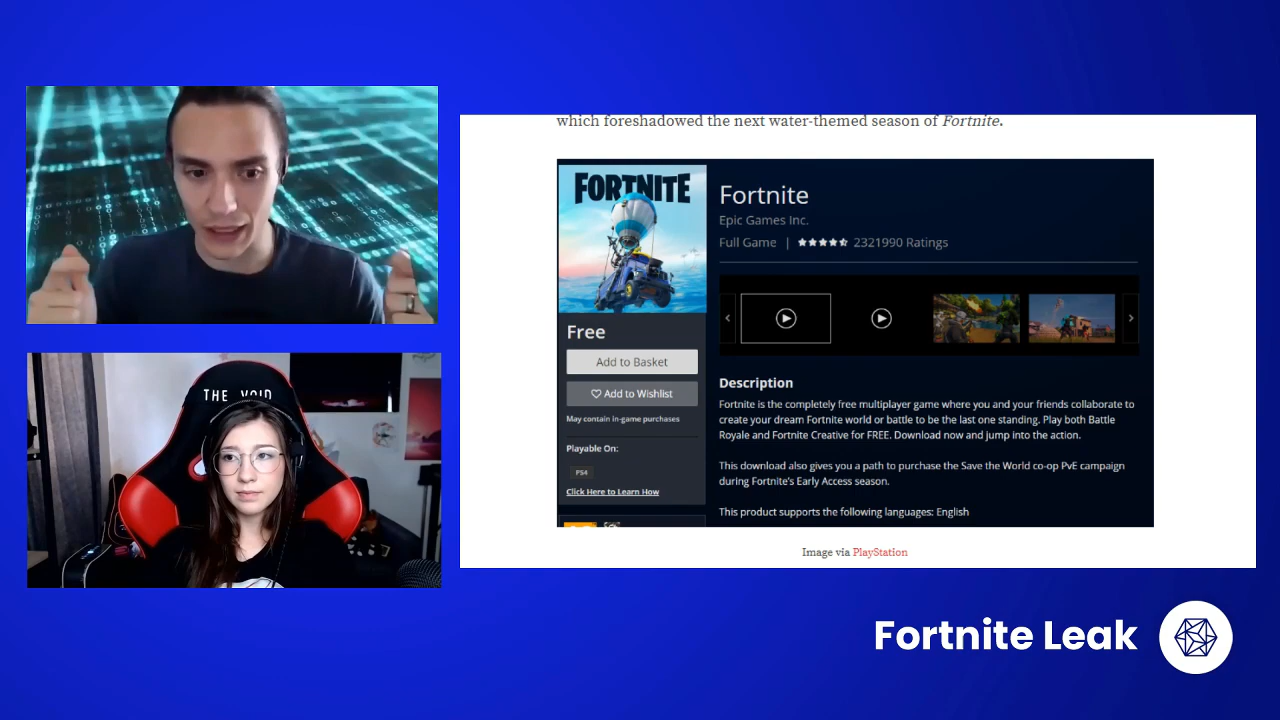 which foreshadowed the next water-themed season of Fortnite.
FORTNITE
Fortnite
Epic Games Inc.
Full Game | 2321990 Ratings
Free
Add to Basket
Add to Wishlist
May contain in-game purchases
Playable On:
PS4
Click Here to Learn How
Description
Fortnite is the completely free multiplayer game where you and your friends collaborate to
create your dream Fortnite world or battle to be the last one standing. Play both Battle
Royale and Fortnite Creative for FREE. Download now and jump into the action.
This download also gives you a path to purchase the Save the World co-op PvE campaign
during Fortnite's Early Access season.
This product supports the following languages: English
Image via PlayStation
THE VOID
Fortnite Leak